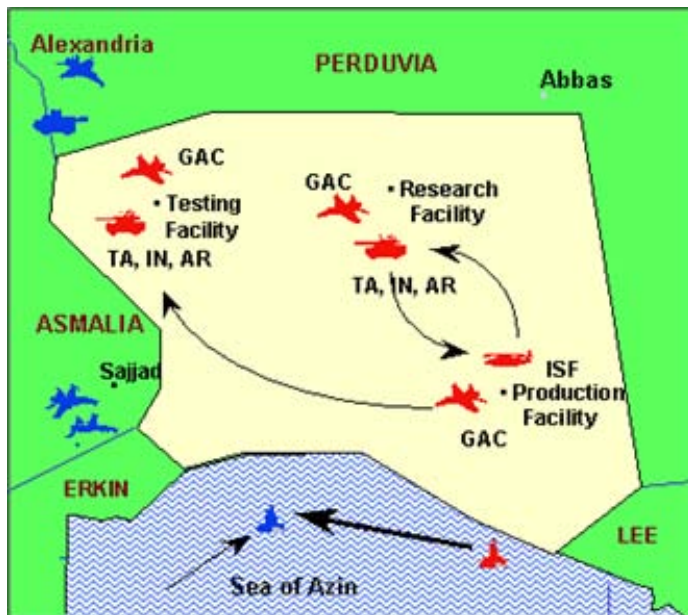 Alexandria
PERDUVIA
Abbas
GAC
Testing
Facility
TA, IN, AR
GAC
Research
Facility
TA, IN, AR
ASMALIA
Sajjad
ISF
Production
Facility
GAC
ERKIN
LEE
Sea of Azin